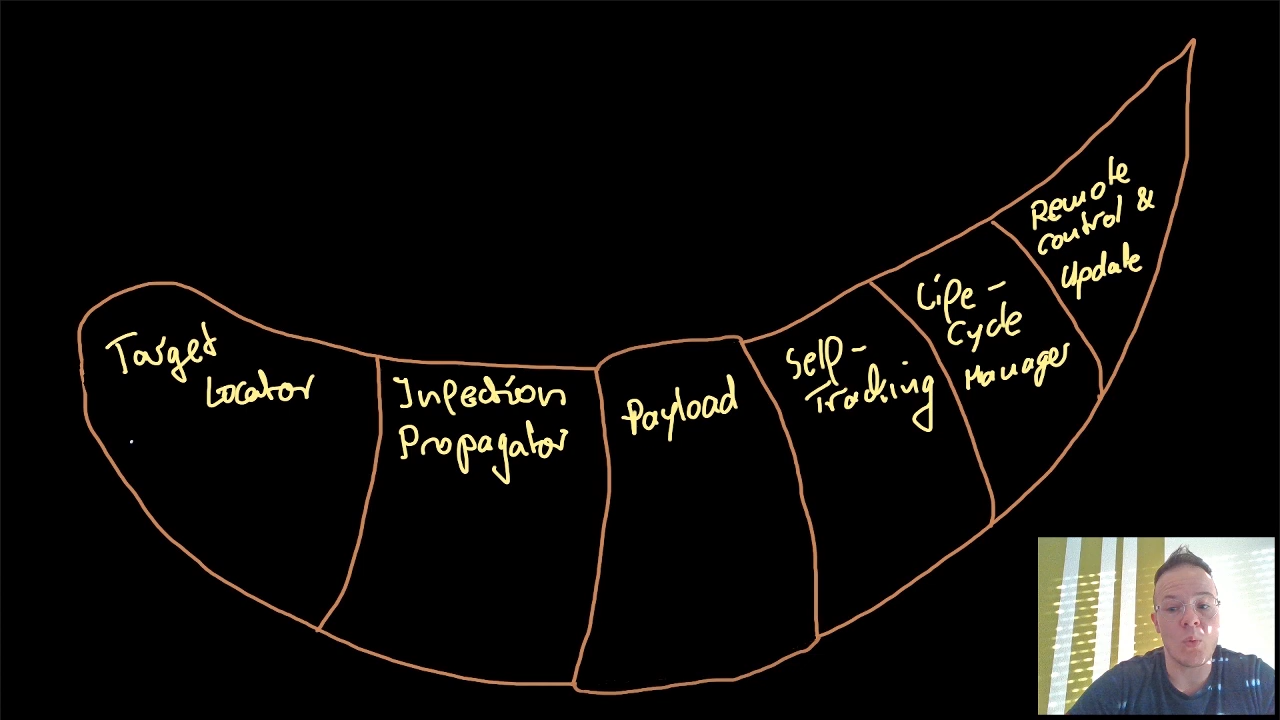 Target
Locator
Infection
Propagator
Payload
Self-
Tracking
Life-
Cycle
Manager
Remote
control &
Update